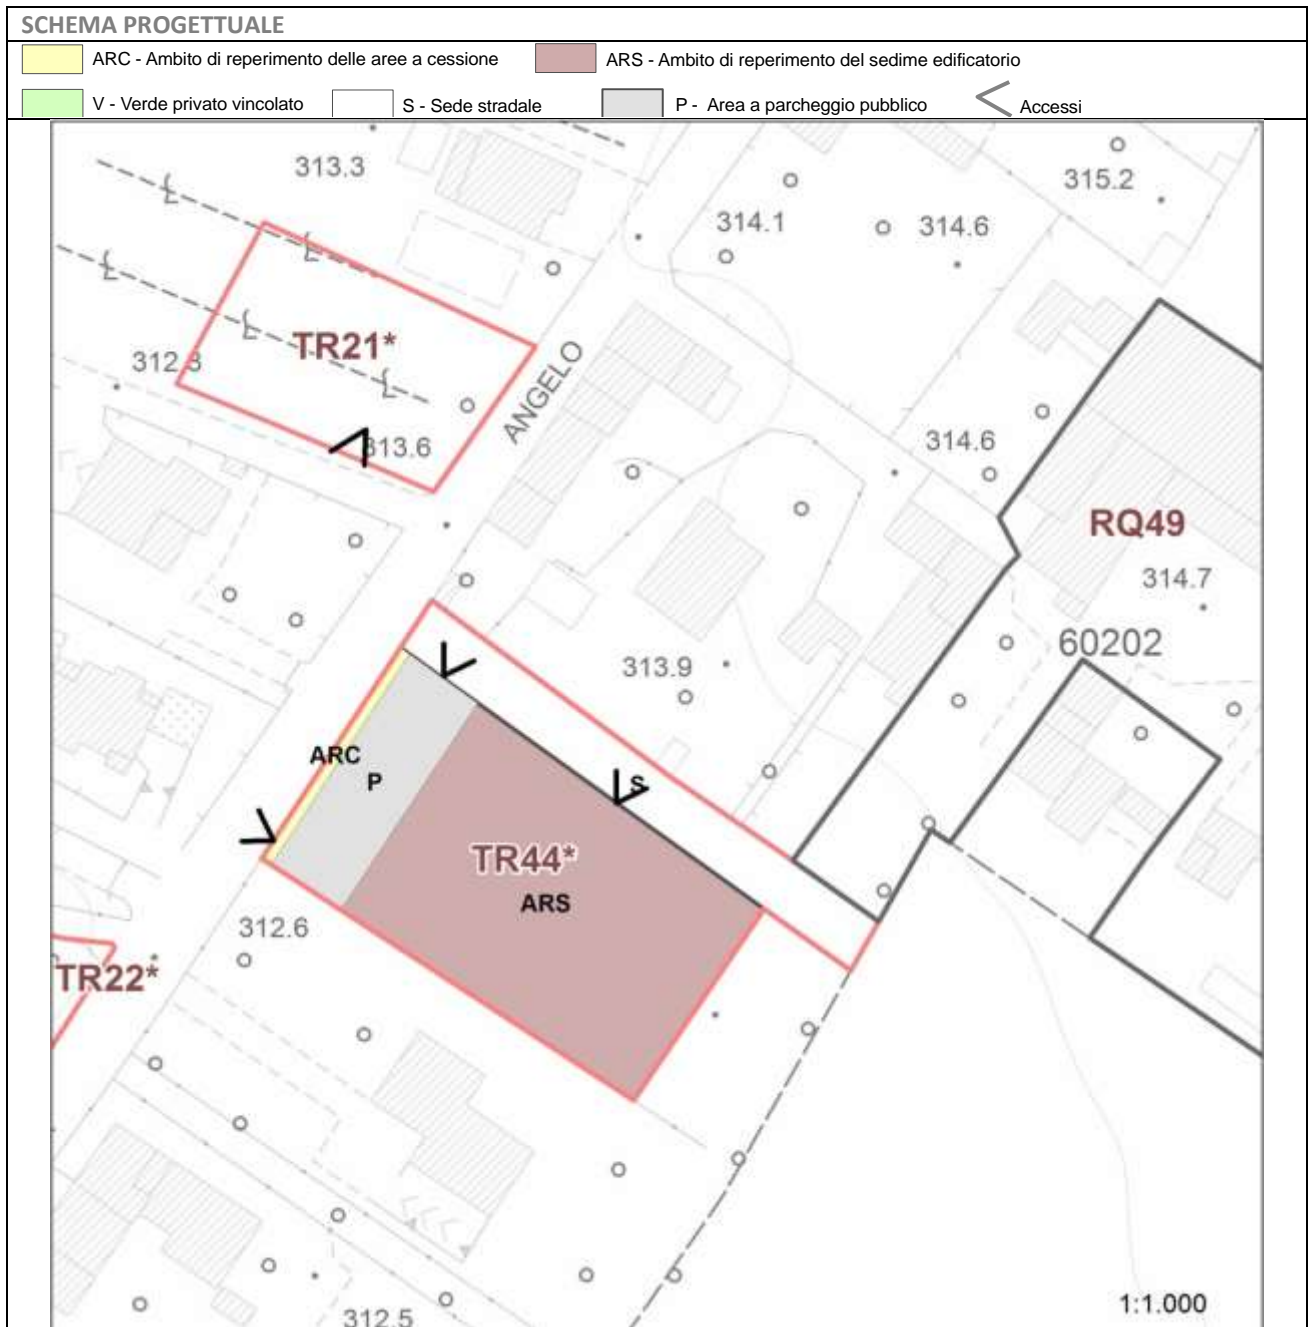 SCHEMA PROGETTUALE
ARC - Ambito di reperimento delle aree a cessione
ARS - Ambito di reperimento del sedime edificatorio
V - Verde privato vincolato
S - Sede stradale
P - Area a parcheggio pubblico
Accessi
313.3
315.2
314.1
314.6
TR21*
312.3
ANGELO
313.6
314.6
RQ49
314.7
60202
313.9
ARC
P
S
TR44*
ARS
312.6
TR22*
1:1.000
312.5